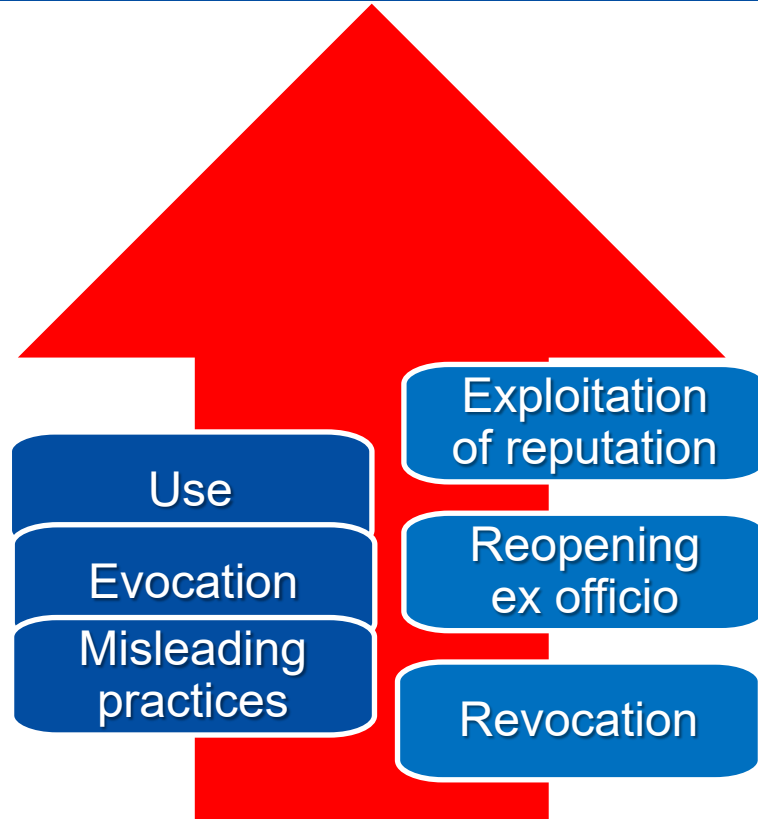 Use
Evocation
Misleading
practices
Exploitation
of reputation
Reopening
ex officio
Revocation